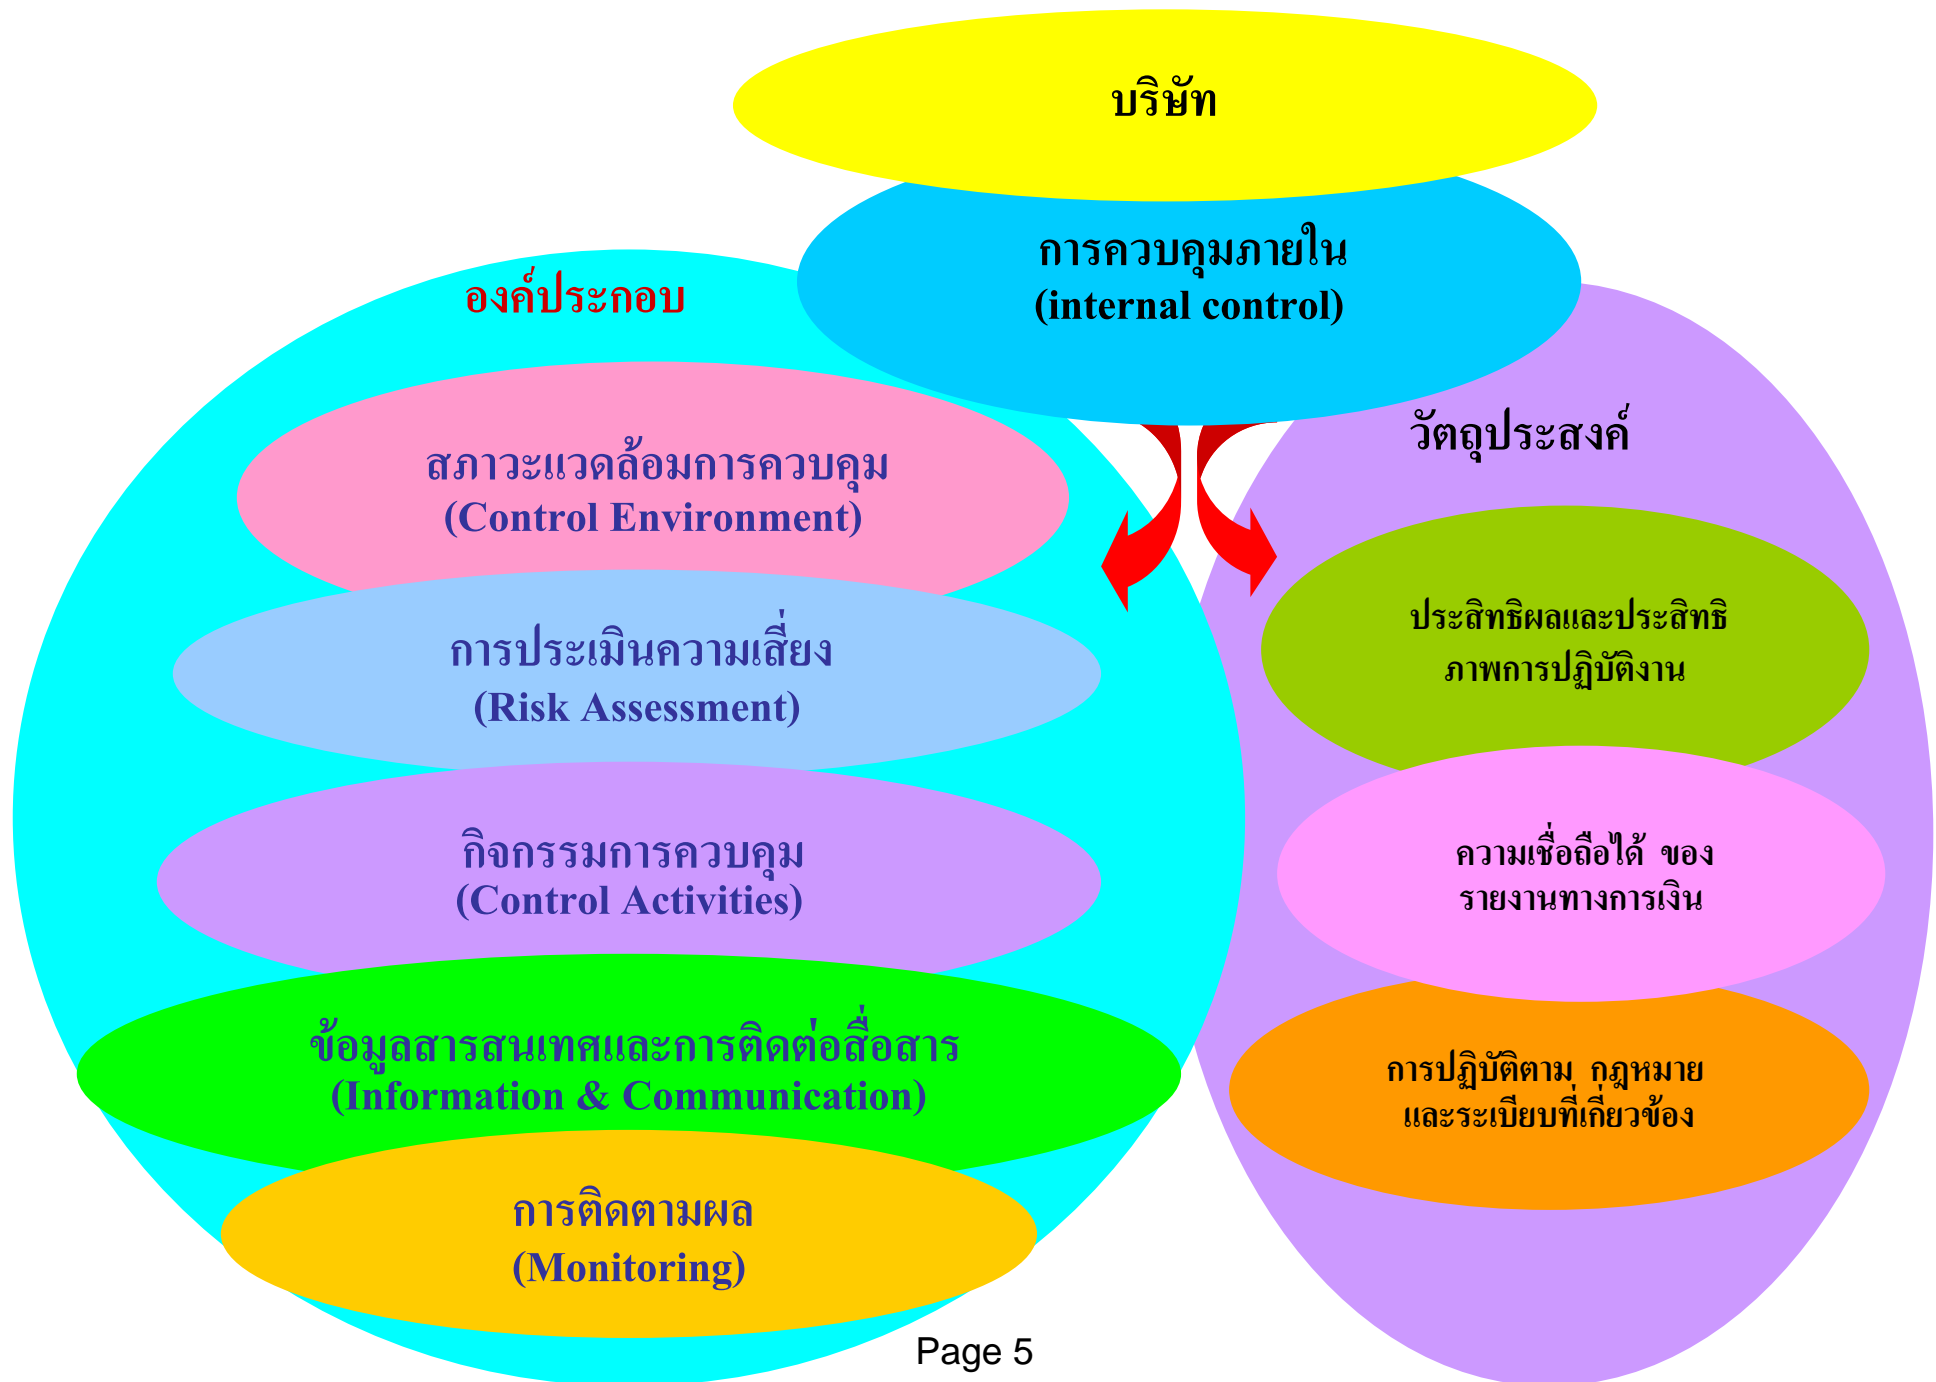 บริษัท
การควบคุมภายใน
(internal control)
องค์ประกอบ
สภาวะแวดล้อมการควบคุม
(Control Environment)
การประเมินความเสี่ยง
(Risk Assessment)
กิจกรรมการควบคุม
(Control Activities)
ข้อมูลสารสนเทศและการติดต่อสื่อสาร
(Information & Communication)
การติดตามผล
(Monitoring)
วัตถุประสงค์
ประสิทธิผลและประสิทธิ
ภาพการปฏิบัติงาน
ความเชื่อถือได้ ของ
รายงานทางการเงิน
การปฏิบัติตาม กฎหมาย
และระเบียบที่เกี่ยวข้อง
Page 5